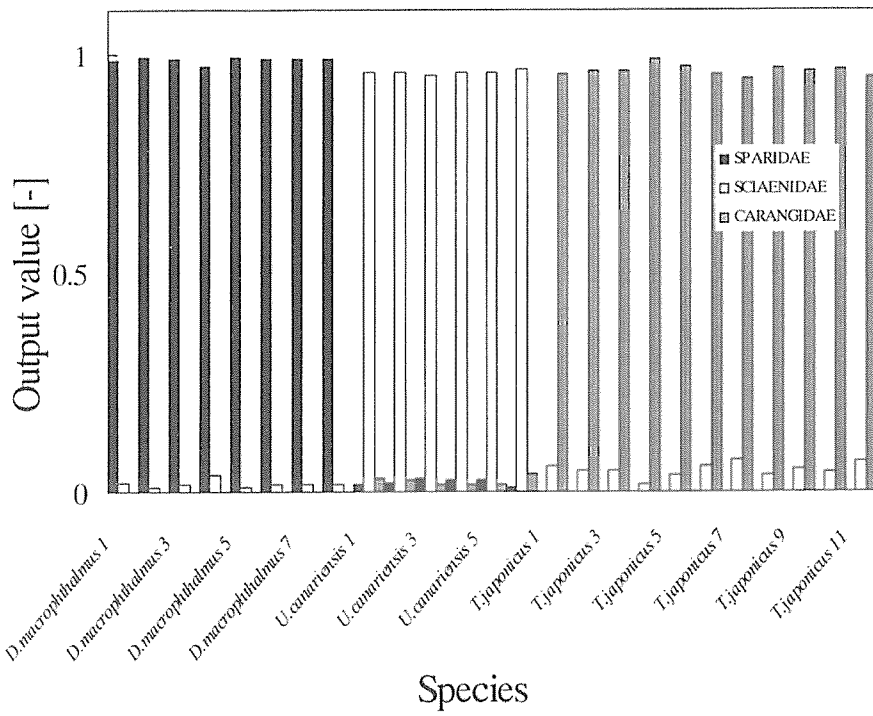 1
0.5
0
Output value [-]
SPARIDAE
SCIAENIDAE
CARANGIDAE
D.macrophthalmus 1
D.macrophthalmus 3
D.macrophthalmus 5
D.macrophthalmus 7
U.canariensis 1
U.canariensis 3
U.canariensis 5
T.japonicus 1
T.japonicus 3
T.japonicus 5
T.japonicus 7
T.japonicus 9
T.japonicus 11
Species